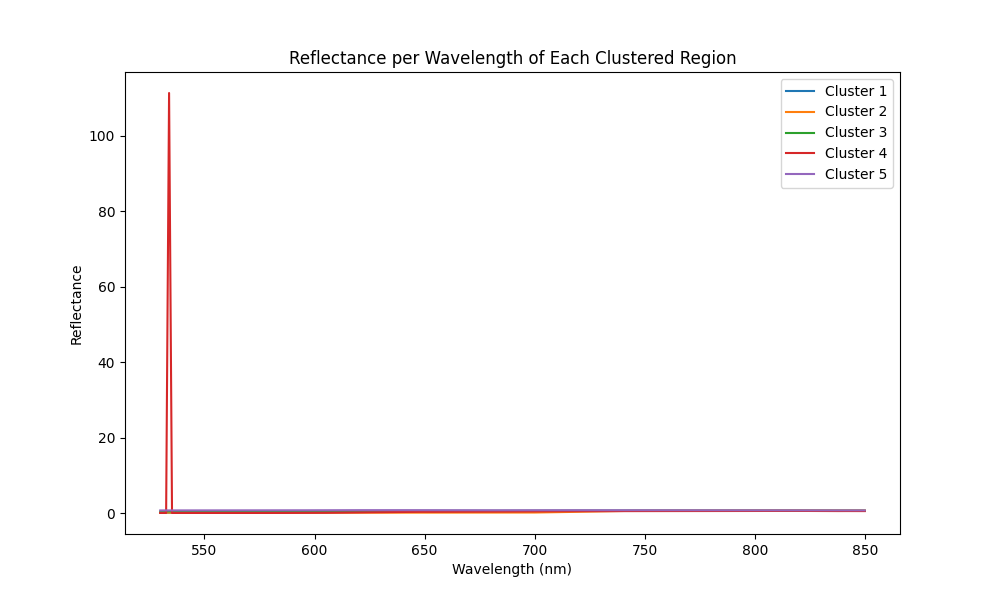 Reflectance per Wavelength of Each Clustered Region
Cluster 1
Cluster 2
Cluster 3
Cluster 4
Cluster 5
100
80
60
40
20
0
Reflectance
550 600 650 700 750 800 850
Wavelength (nm)